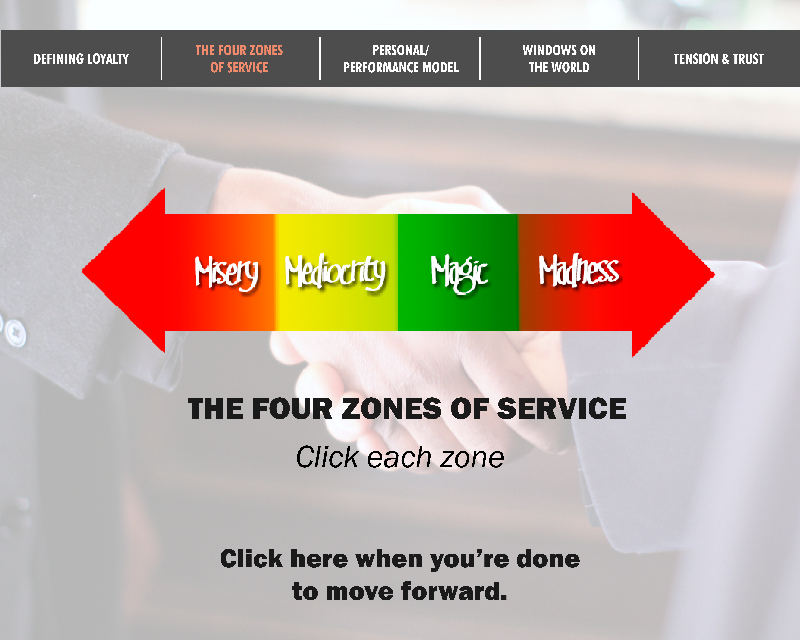 DEFINING LOYALTY
THE FOUR ZONES
OF SERVICE
PERSONAL/
PERFORMANCE MODEL
WINDOWS ON
THE WORLD
TENSION & TRUST
Misery Mediocrity Magic Madness
THE FOUR ZONES OF SERVICE
Click each zone
Click here when you're done
to move forward.